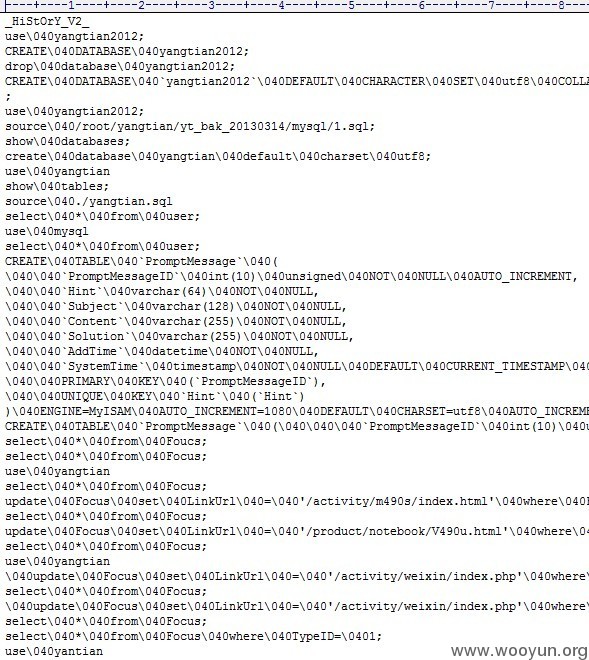 ----+----1----+----2----+----3----+----4----+----5----+----6----+----7----+----8----
_HiStOrY_V2_
use\040yangtian2012;
CREATE\040DATABASE\040yangtian2012;
drop\040database\040yangtian2012;
CREATE\040DATABASE\040`yangtian2012`\040DEFAULT\040CHARACTER\040SET\040utf8\040COLLA
;
use\040yangtian2012;
source\040/root/yangtian/yt_bak_20130314/mysql/1.sql;
show\040databases;
create\040database\040yangtian\040default\040charset\040utf8;
use\040yangtian
show\040tables;
source\040./yangtian.sql
select\040*\040from\040user;
use\040mysql
select\040*\040from\040user;
CREATE\040TABLE\040`PromptMessage`\040(
\040\040`PromptMessageID`\040int(10)\040unsigned\040NOT\040NULL\040AUTO_INCREMENT,
\040\040`Hint`\040varchar(64)\040NOT\040NULL,
\040\040`Subject`\040varchar(128)\040NOT\040NULL,
\040\040`Content`\040varchar(255)\040NOT\040NULL,
\040\040`Solution`\040varchar(255)\040NOT\040NULL,
\040\040`AddTime`\040datetime\040NOT\040NULL,
\040\040`SystemTime`\040timestamp\040NOT\040NULL\040DEFAULT\040CURRENT_TIMESTAMP\040
\040\040PRIMARY\040KEY\040(`PromptMessageID`),
\040\040UNIQUE\040KEY\040`Hint`\040(`Hint`)
)\040ENGINE=MyISAM\040AUTO_INCREMENT=1080\040DEFAULT\040CHARSET=utf8\040AUTO_INCREME
CREATE\040TABLE\040`PromptMessage`\040(\040\040\040`PromptMessageID`\040int(10)\040u
select\040*\040from\040Foucs;
select\040*\040from\040Focus;
use\040yangtian
select\040*\040from\040Focus;
update\040Focus\040set\040LinkUrl\040=\040'/activity/m490s/index.html'\040where\040
select\040*\040from\040Focus;
update\040Focus\040set\040LinkUrl\040=\040'/product/notebook/V490u.html'\040where\04
select\040*\040from\040Focus;
use\040yangtian
\040update\040Focus\040set\040LinkUrl\040=\040'/activity/weixin/index.php'\040where\
select\040*\040from\040Focus;
\040update\040Focus\040set\040LinkUrl\040=\040'/activity/weixin/index.php'\040where\
select\040*\040from\040Focus;
select\040*\040from\040Focus\040where\040TypeID=\0401;
use\040yantian
www.wooyun.org